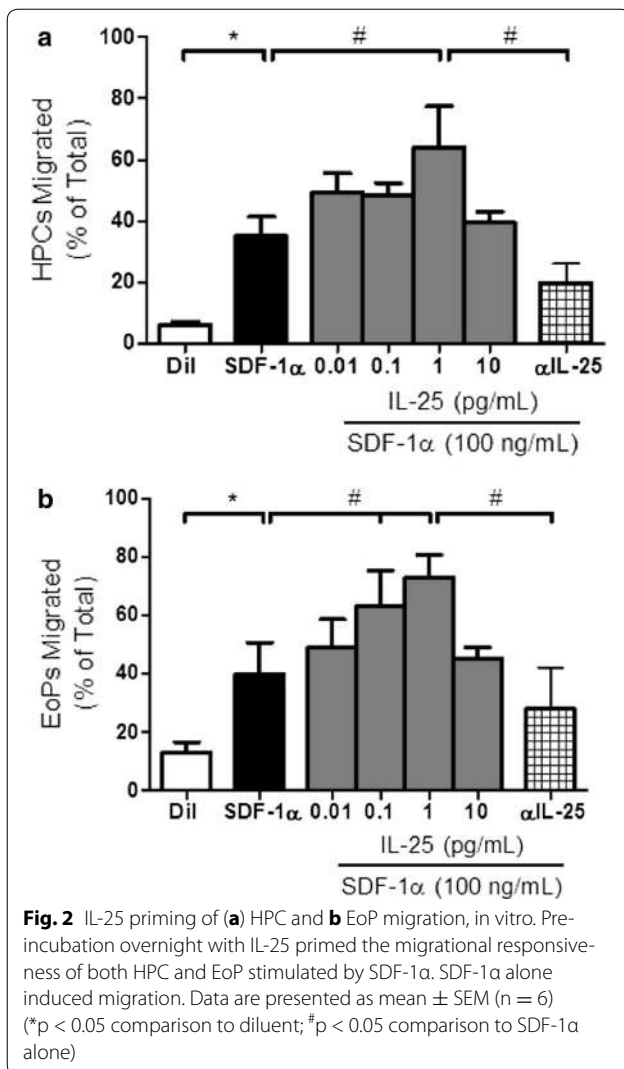 a
* # #
100
80
60
40
20
0
HPCs Migrated
(% of Total)
Dil SDF-1α 0.01 0.1 1 10 αIL-25
IL-25 (pg/mL)
SDF-1α (100 ng/mL)
b
* # #
100
80
60
40
20
0
EoPs Migrated
(% of Total)
Dil SDF-1α 0.01 0.1 1 10 αIL-25
IL-25 (pg/mL)
SDF-1α (100 ng/mL)
Fig. 2 IL-25 priming of (a) HPC and b EoP migration, in vitro. Pre-
incubation overnight with IL-25 primed the migrational responsive-
ness of both HPC and EoP stimulated by SDF-1α. SDF-1α alone
induced migration. Data are presented as mean ± SEM (n = 6)
(*p < 0.05 comparison to diluent; #p < 0.05 comparison to SDF-1α
alone)